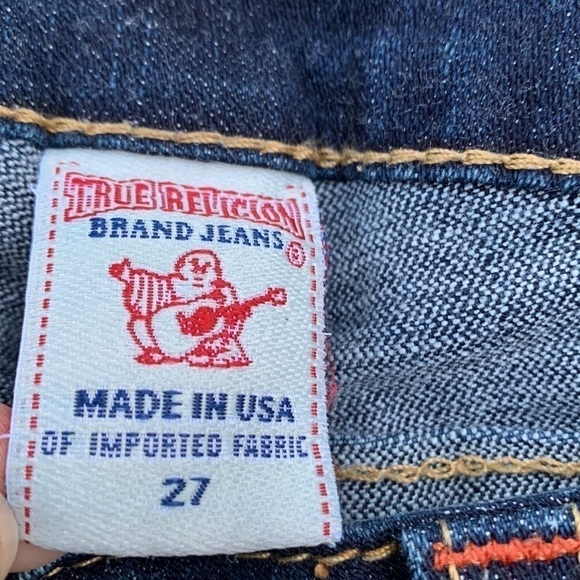 TRUE RELIGION
BRAND JEANS®
MADE IN USA
OF IMPORTED FABRIC
27